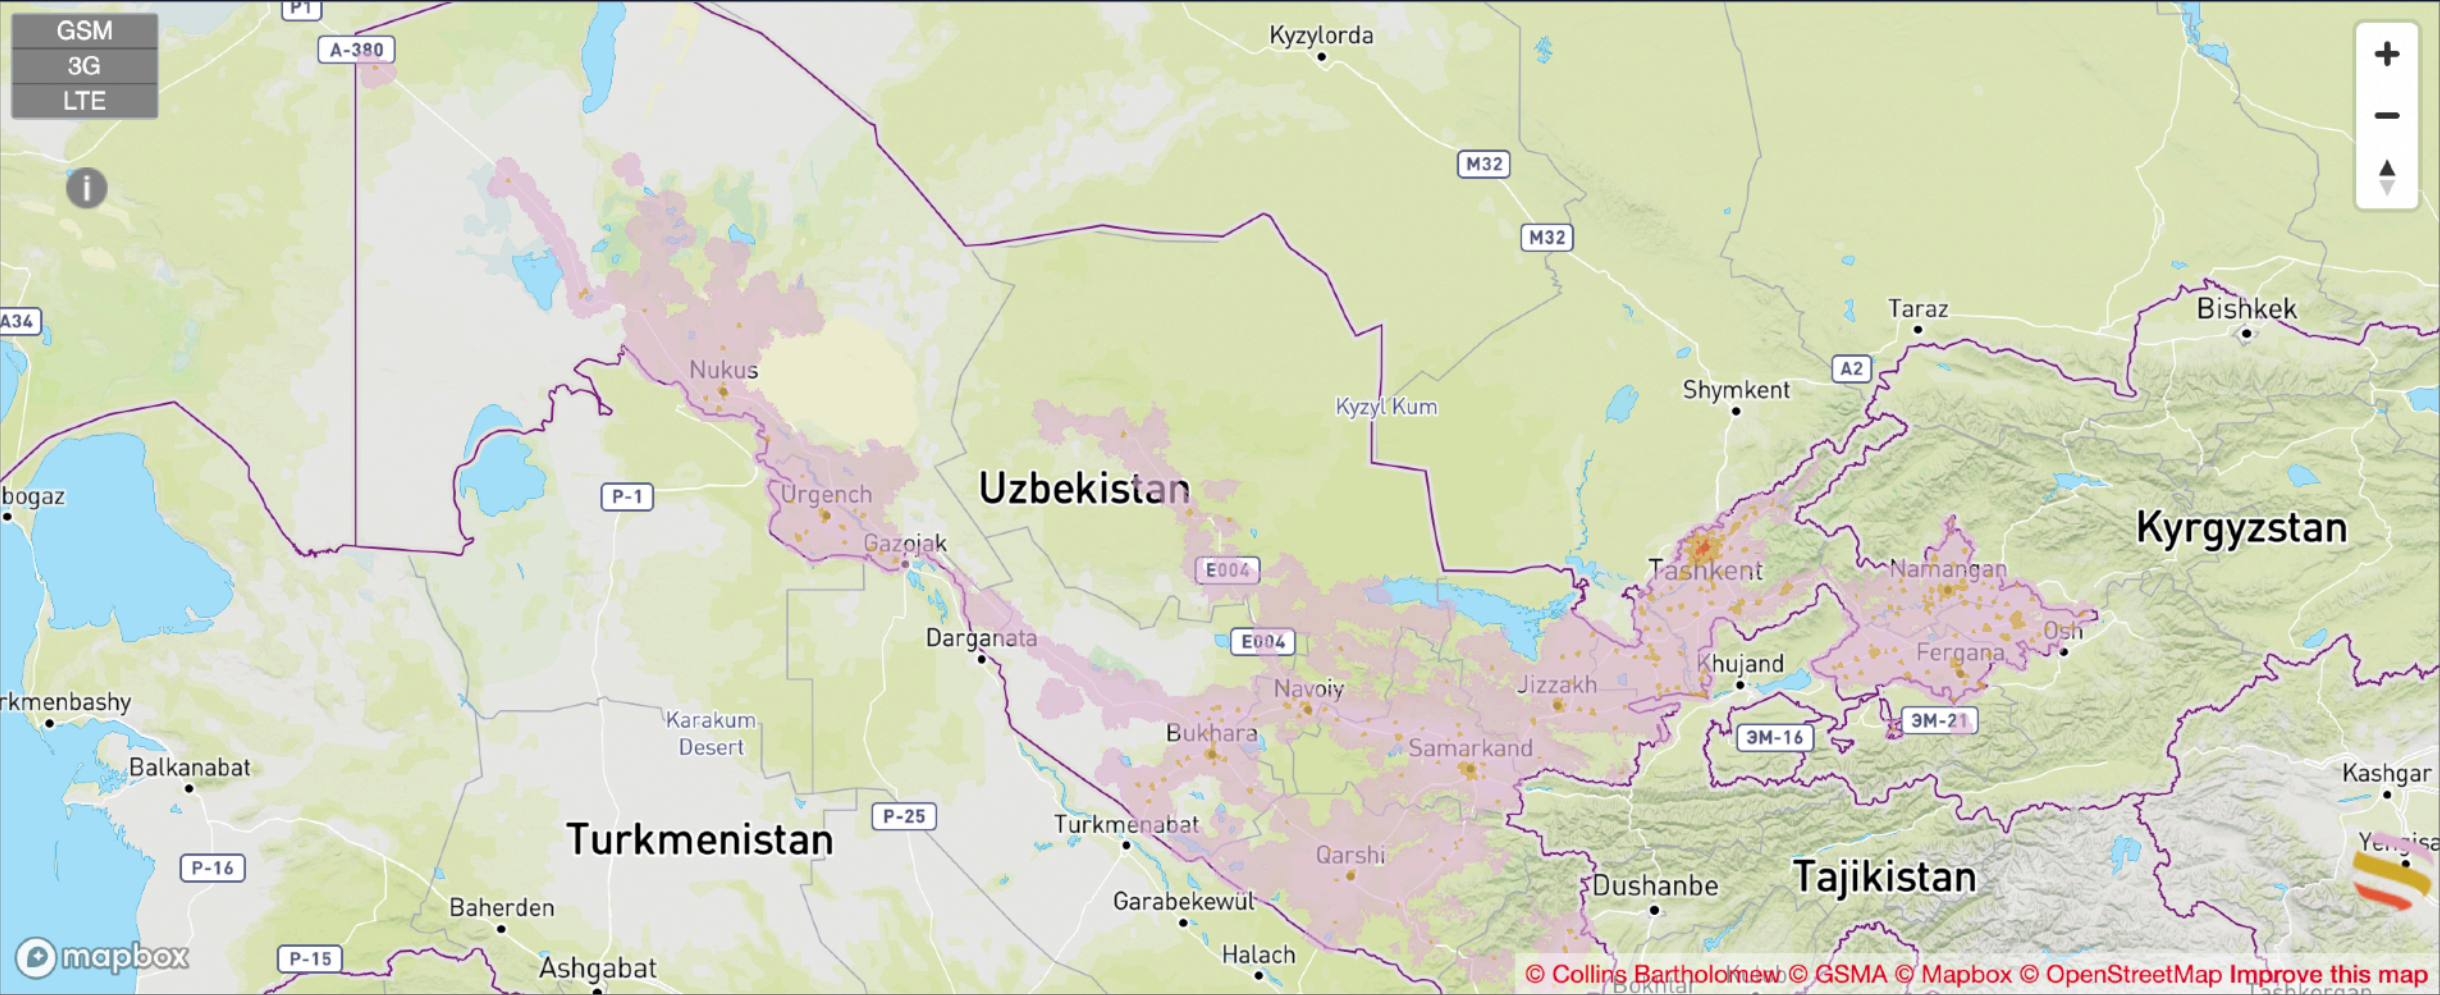 P1
GSM
A-380
3G
LTE
Kyzylorda
M32
i
M32
A34
Taraz
Bishkek
A2
Nukus
Shymkent
Kyzyl Kum
bogaz
P-1
Urgench
Uzbekistan
Kyrgyzstan
Gazojak
E004
Tashkent
Namangan
Darganata
E004
Osh
Fergana
Khujand
rkmenbashy
Navoiy
Jizzakh
Karakum
Desert
Bukhara
Samarkand
ЭМ-16
ЭМ-21
Balkanabat
Kashgar
P-25
Turkmenabat
Turkmenistan
Qarshi
P-16
Dushanbe
Tajikistan
Baherden
Garabekewül
mapbox
P-15
Ashgabat
Halach
© Collins Bartholomew © GSMA © Mapbox © OpenStreetMap Improve this map